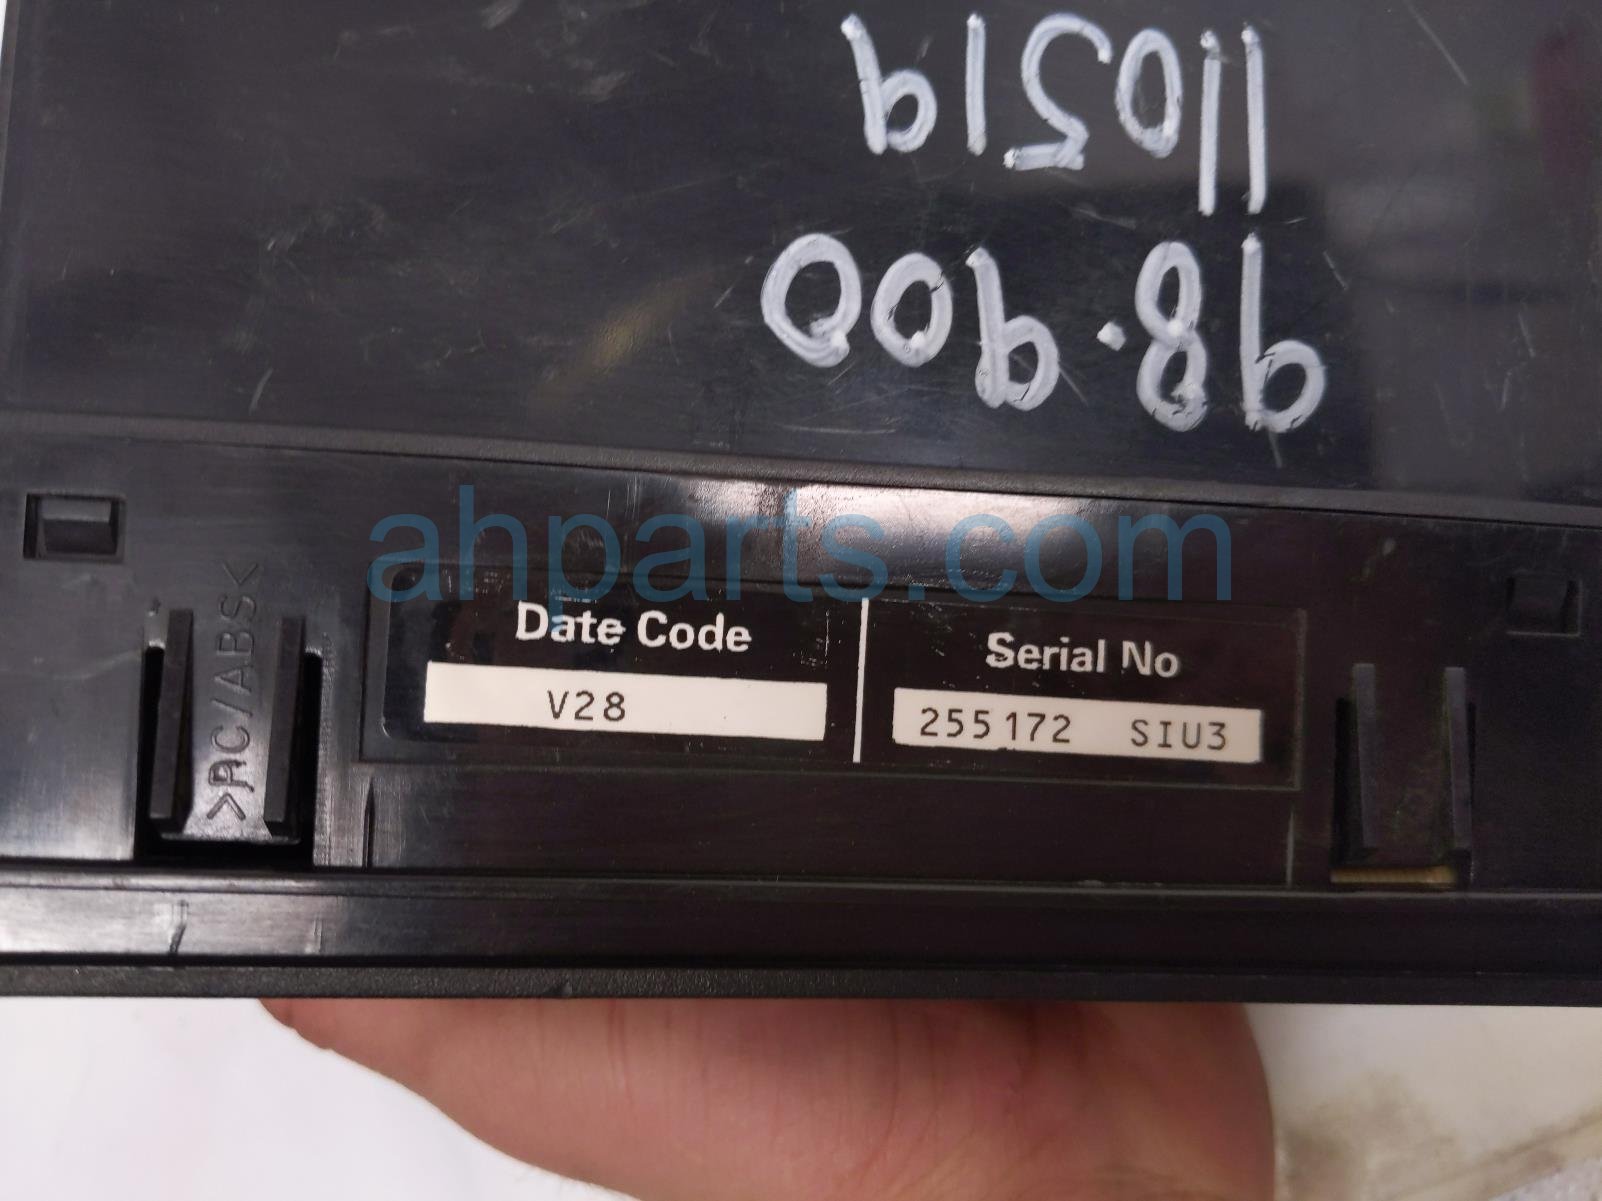 98.900
110519
ahparts.com
>PC/ABS<
Date Code
Serial No
V28
255172 SIU3